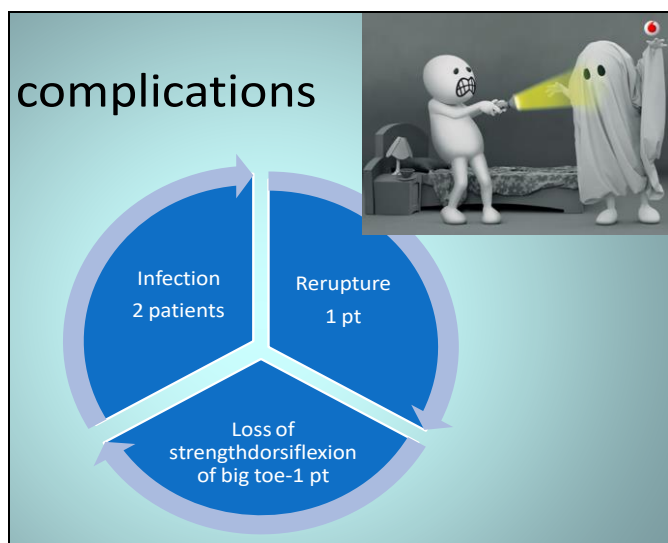 complications
Infection
2 patients
Rerupture
1 pt
Loss of
strengthdorsiflexion
of big toe-1 pt